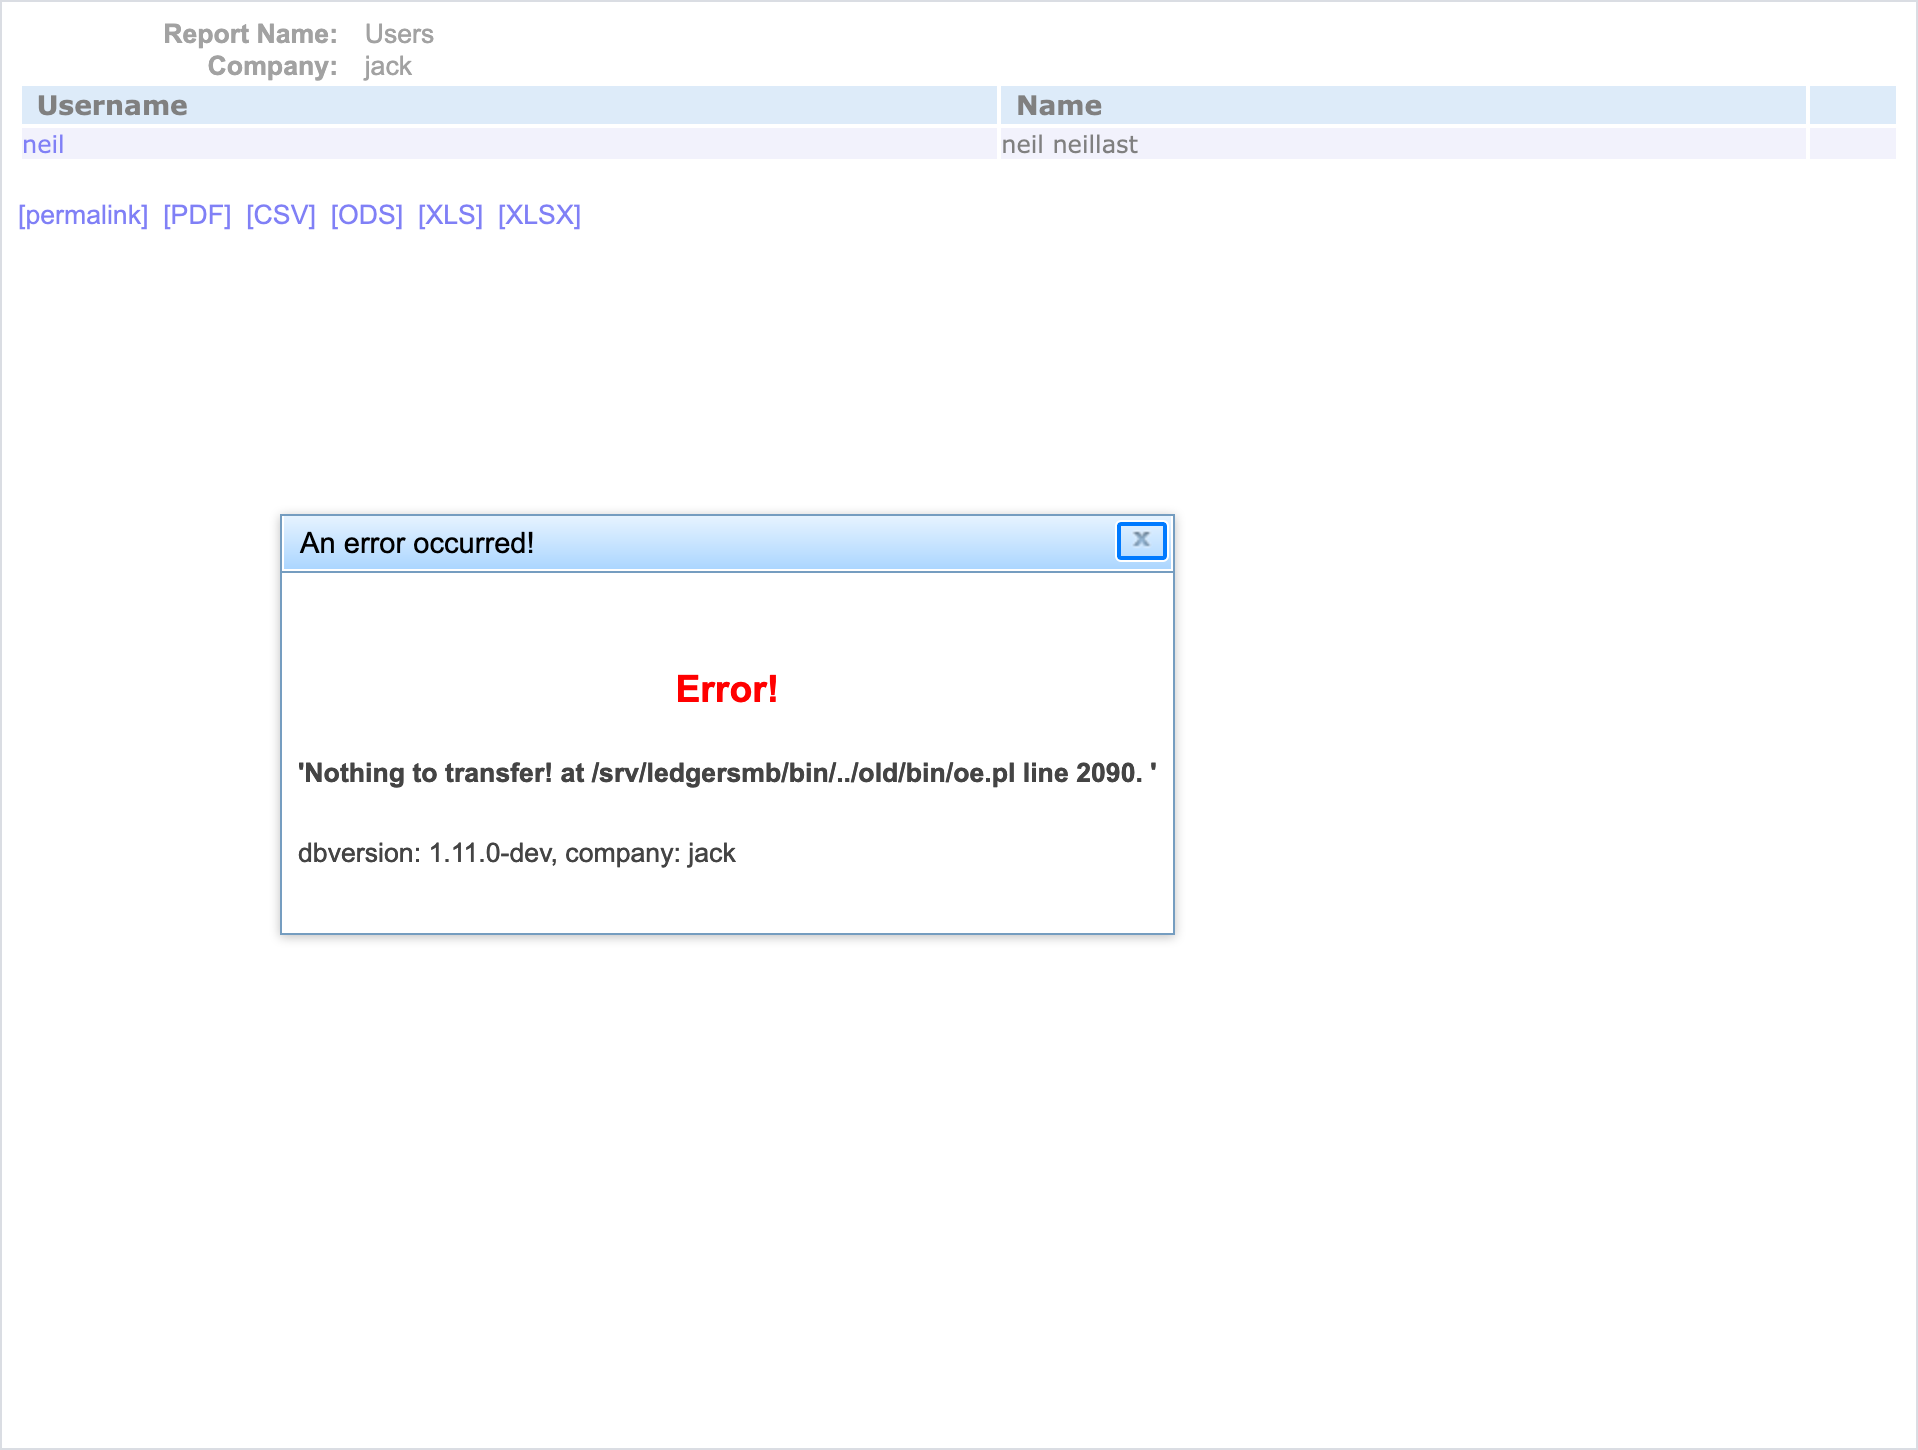 Report Name: Users
Company: jack
Username Name
neil neil neillast
[permalink] [PDF] [CSV] [ODS] [XLS] [XLSX]
An error occurred! x
Error!
'Nothing to transfer! at /srv/ledgersmb/bin/../old/bin/oe.pl line 2090. '
dbversion: 1.11.0-dev, company: jack